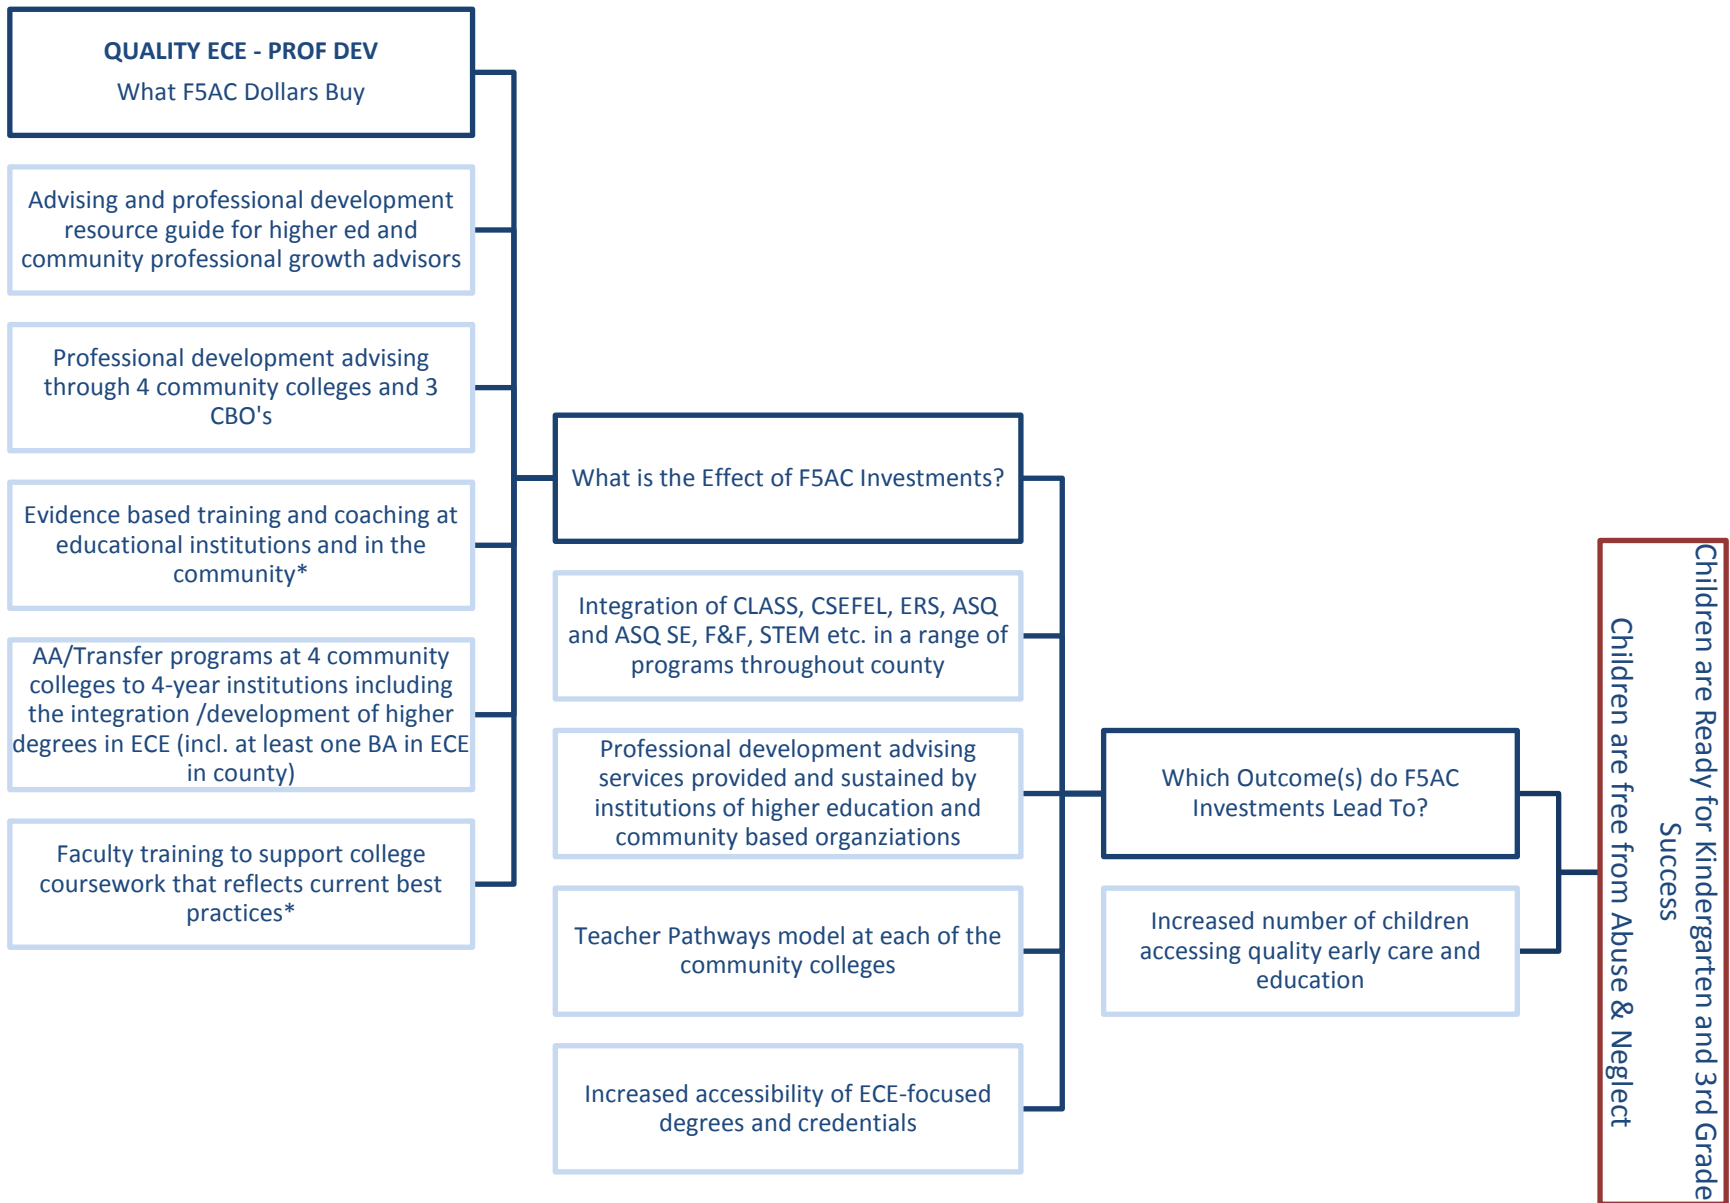 QUALITY ECE - PROF DEV
What F5AC Dollars Buy
Advising and professional development
resource guide for higher ed and
community professional growth advisors
Professional development advising
through 4 community colleges and 3
CBO's
Evidence based training and coaching at
educational institutions and in the
community*
AA/Transfer programs at 4 community
colleges to 4-year institutions including
the integration /development of higher
degrees in ECE (incl. at least one BA in ECE
in county)
Faculty training to support college
coursework that reflects current best
practices*
What is the Effect of F5AC Investments?
Integration of CLASS, CSEFEL, ERS, ASQ
and ASQ SE, F&F, STEM etc. in a range of
programs throughout county
Professional development advising
services provided and sustained by
institutions of higher education and
community based organziations
Teacher Pathways model at each of the
community colleges
Increased accessibility of ECE-focused
degrees and credentials
Which Outcome(s) do F5AC
Investments Lead To?
Increased number of children
accessing quality early care and
education
Children are Ready for Kindergarten and 3rd Grade
Success
Children are free from Abuse & Neglect